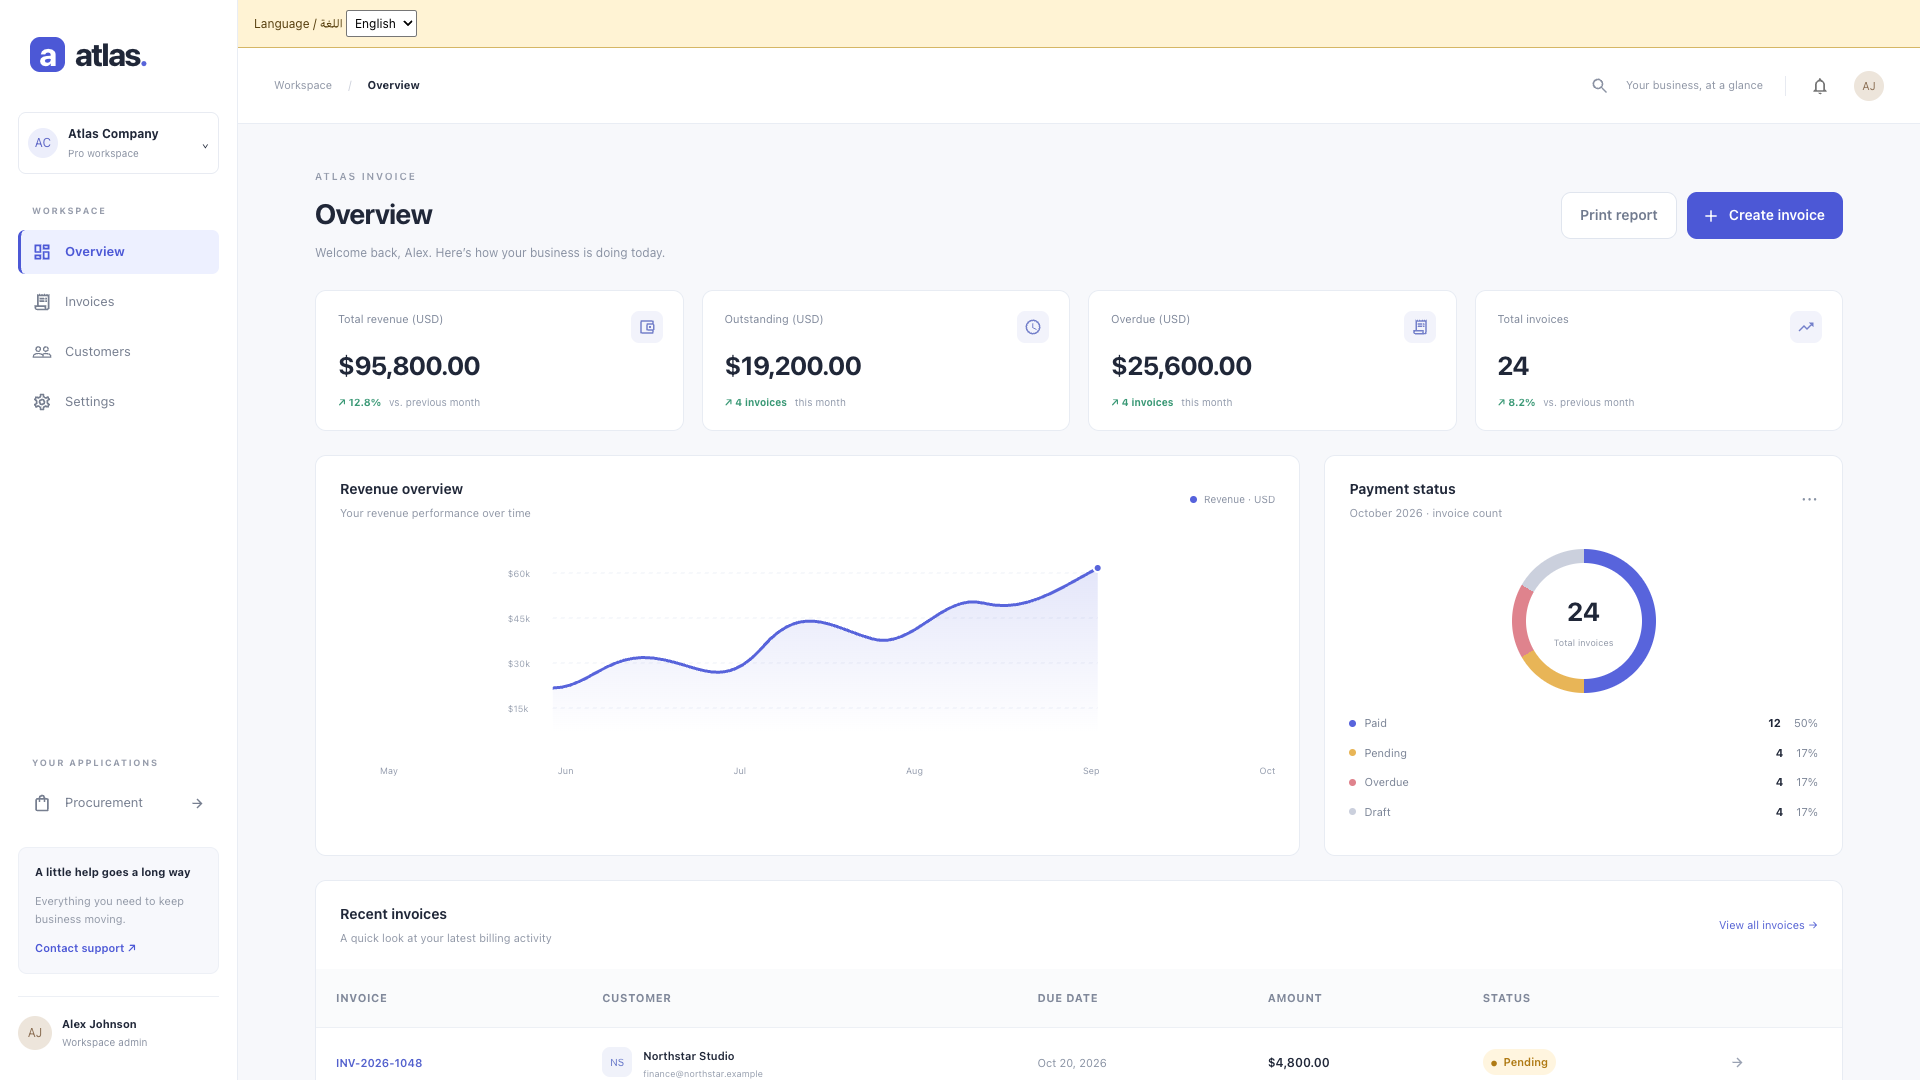 Language / اللغة English
a atlas.
AC Atlas Company
Pro workspace
WORKSPACE
Overview
Invoices
Customers
Settings
YOUR APPLICATIONS
Procurement
A little help goes a long way
Everything you need to keep
business moving.
Contact support ↗
AJ Alex Johnson
Workspace admin
Workspace / Overview
Your business, at a glance
AJ
ATLAS INVOICE
Overview
Welcome back, Alex. Here's how your business is doing today.
Print report
+ Create invoice
Total revenue (USD)
$95,800.00
↗ 12.8% vs. previous month
Outstanding (USD)
$19,200.00
↗ 4 invoices this month
Overdue (USD)
$25,600.00
↗ 4 invoices this month
Total invoices
24
↗ 8.2% vs. previous month
Revenue overview
Your revenue performance over time
Revenue · USD
$60k
$45k
$30k
$15k
May Jun Jul Aug Sep Oct
Payment status
October 2026 · invoice count
24
Total invoices
Paid 12 50%
Pending 4 17%
Overdue 4 17%
Draft 4 17%
Recent invoices
A quick look at your latest billing activity
View all invoices →
INVOICE CUSTOMER DUE DATE AMOUNT STATUS
INV-2026-1048 NS Northstar Studio Oct 20, 2026 $4,800.00 Pending →
finance@northstar.example